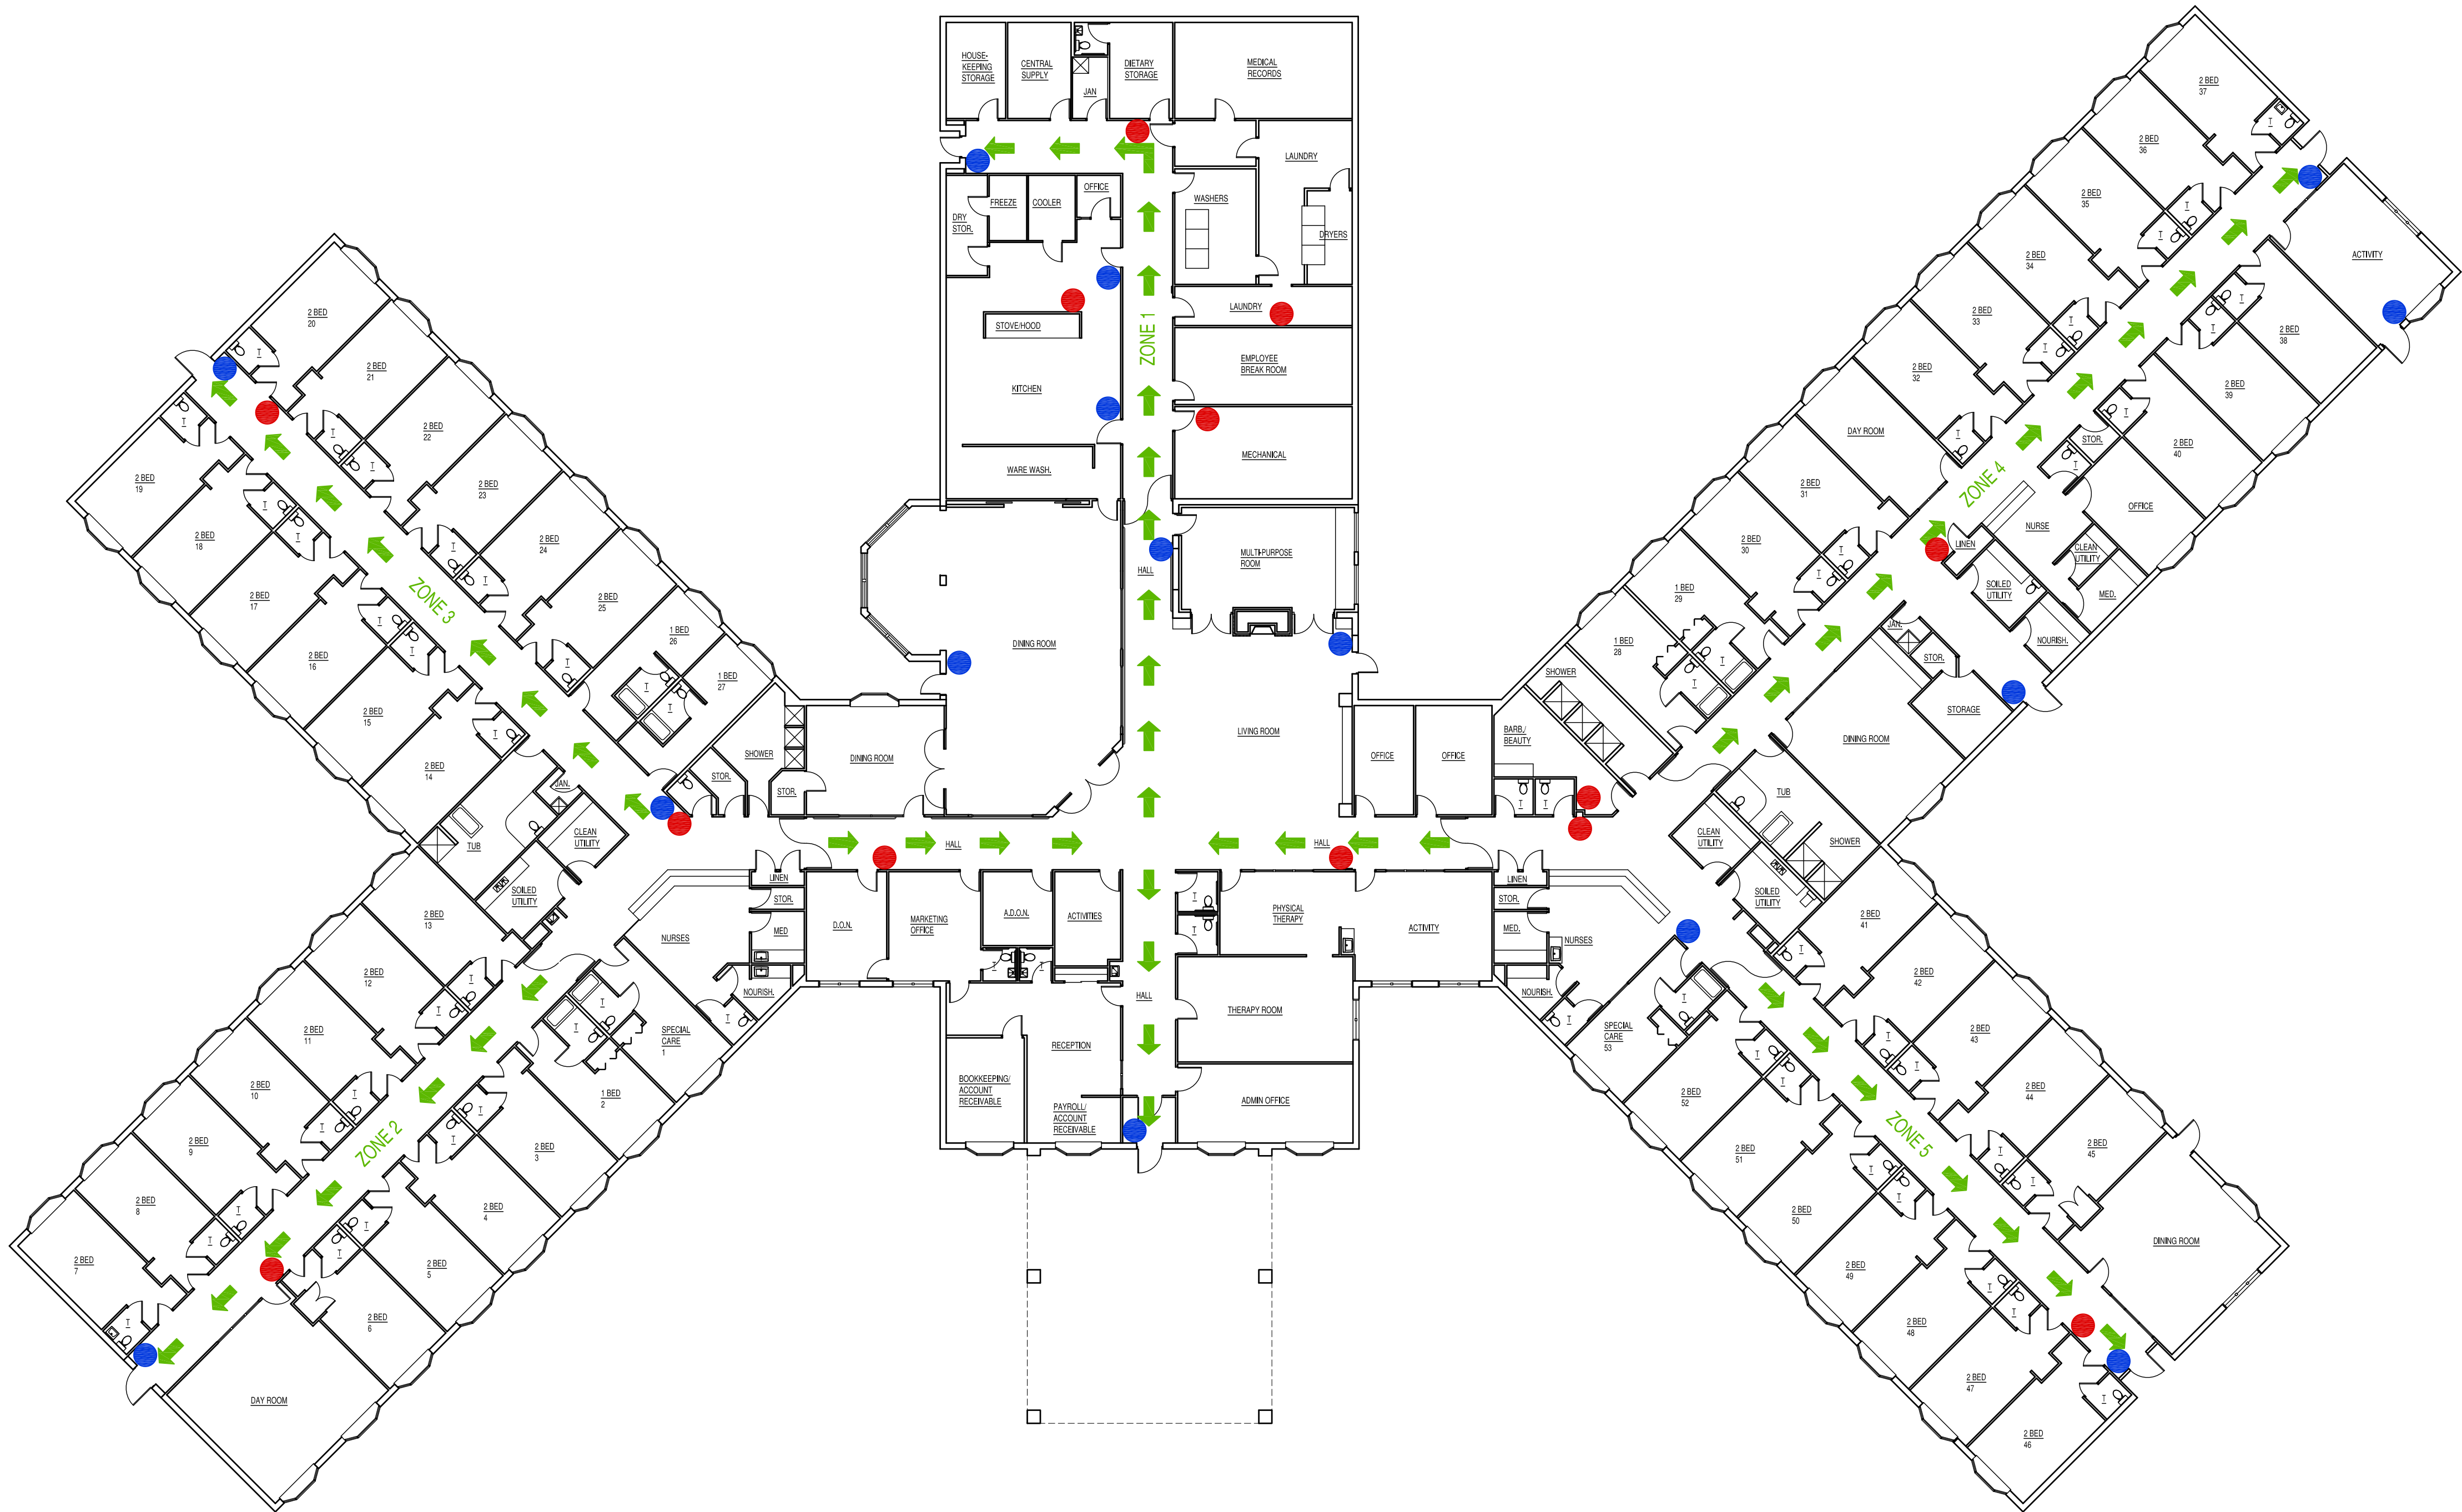 HOUSE-
KEEPING
STORAGE
CENTRAL
SUPPLY
JAN
DIETARY
STORAGE
MEDICAL
RECORDS
LAUNDRY
DRY
STOR.
FREEZE
COOLER
OFFICE
WASHERS
DRYERS
STOVE/HOOD
LAUNDRY
ZONE 1
EMPLOYEE
BREAK ROOM
KITCHEN
WARE WASH.
MECHANICAL
HALL
MULTI-PURPOSE
ROOM
DINING ROOM
LIVING ROOM
DINING ROOM
OFFICE
OFFICE
BARB./
BEAUTY
T
T
HALL
HALL
2 BED
20
T
2 BED
21
2 BED
22
2 BED
23
2 BED
24
2 BED
25
1 BED
26
1 BED
27
T
T
T
T
T
T
T
SHOWER
STOR.
STOR.
T
2 BED
19
2 BED
18
2 BED
17
2 BED
16
2 BED
15
2 BED
14
T
T
T
T
T
ZONE 3
JAN.
TUB
CLEAN
UTILITY
SOILED
UTILITY
2 BED
13
2 BED
12
2 BED
11
2 BED
10
2 BED
9
2 BED
8
2 BED
7
T
T
T
T
T
T
T
ZONE 2
NURSES
LINEN
STOR.
MED
NOURISH.
T
SPECIAL
CARE
1
1 BED
2
2 BED
3
2 BED
4
2 BED
5
2 BED
6
T
T
T
T
T
T
DAY ROOM
D.O.N.
MARKETING
OFFICE
A.D.O.N.
ACTIVITIES
T
T
RECEPTION
BOOKKEEPING/
ACCOUNT
RECEIVABLE
PAYROLL/
ACCOUNT
RECEIVABLE
HALL
T
T
PHYSICAL
THERAPY
ACTIVITY
THERAPY ROOM
ADMIN OFFICE
2 BED
37
T
2 BED
36
2 BED
35
2 BED
34
2 BED
33
2 BED
32
DAY ROOM
2 BED
31
2 BED
30
1 BED
29
1 BED
28
SHOWER
T
T
T
T
T
T
T
T
T
ZONE 4
ACTIVITY
2 BED
38
2 BED
39
2 BED
40
T
T
T
STOR.
T
OFFICE
NURSE
LINEN
CLEAN
UTILITY
MED.
SOILED
UTILITY
NOURISH.
JAN.
STOR.
STORAGE
DINING ROOM
TUB
SHOWER
CLEAN
UTILITY
SOILED
UTILITY
LINEN
STOR.
MED.
NURSES
NOURISH.
T
SPECIAL
CARE
53
T
2 BED
52
2 BED
51
2 BED
50
2 BED
49
2 BED
48
2 BED
47
2 BED
46
T
T
T
T
T
T
T
ZONE 5
2 BED
41
2 BED
42
2 BED
43
2 BED
44
2 BED
45
T
T
T
T
T
DINING ROOM